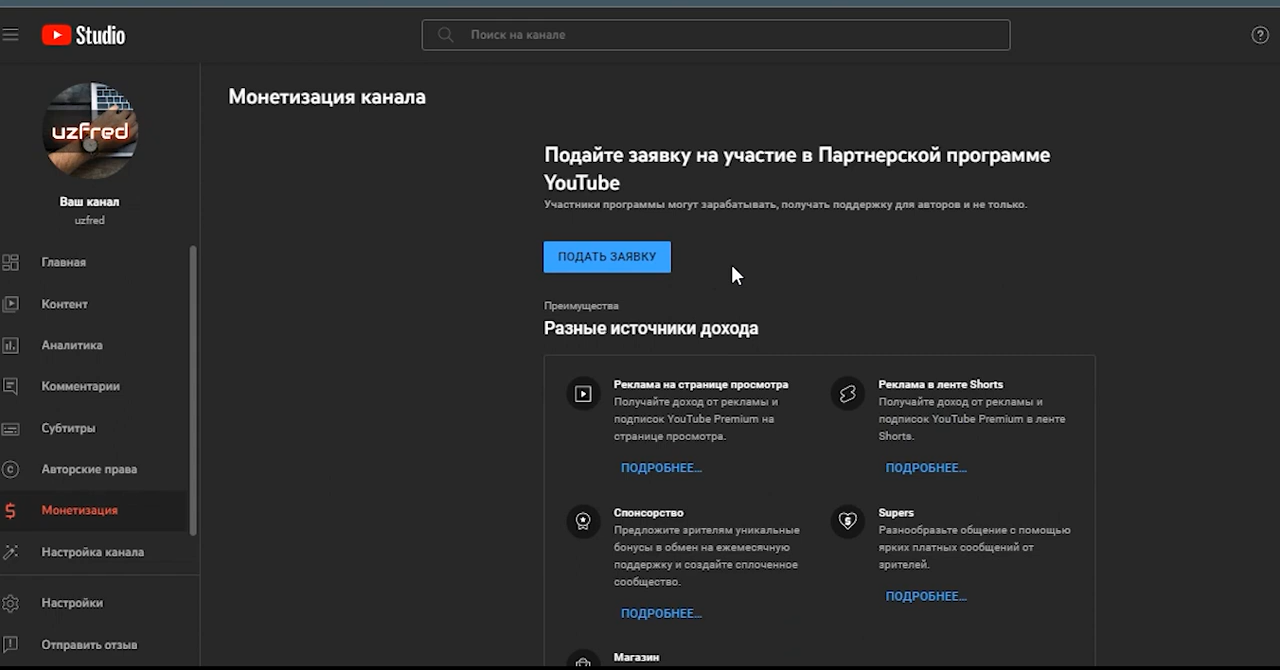 Studio
Поиск на канале
uzfred
Ваш канал
uzfred
Главная
Контент
Аналитика
Комментарии
Субтитры
Авторские права
Монетизация
Настройка канала
Настройки
Отправить отзыв
Монетизация канала
Подайте заявку на участие в Партнерской программе
YouTube
Участники программы могут зарабатывать, получать поддержку для авторов и не только.
ПОДАТЬ ЗАЯВКУ
Преимущества
Разные источники дохода
Реклама на странице просмотра
Получайте доход от рекламы и
подписок YouTube Premium на
странице просмотра.
ПОДРОБНЕЕ...
Реклама в ленте Shorts
Получайте доход от рекламы и
подписок YouTube Premium в ленте
Shorts.
ПОДРОБНЕЕ...
Спонсорство
Предложите зрителям уникальные
бонусы в обмен на ежемесячную
поддержку и создайте сплоченное
сообщество.
ПОДРОБНЕЕ...
Supers
Разнообразьте общение с помощью
ярких платных сообщений от
зрителей.
ПОДРОБНЕЕ...
Магазин